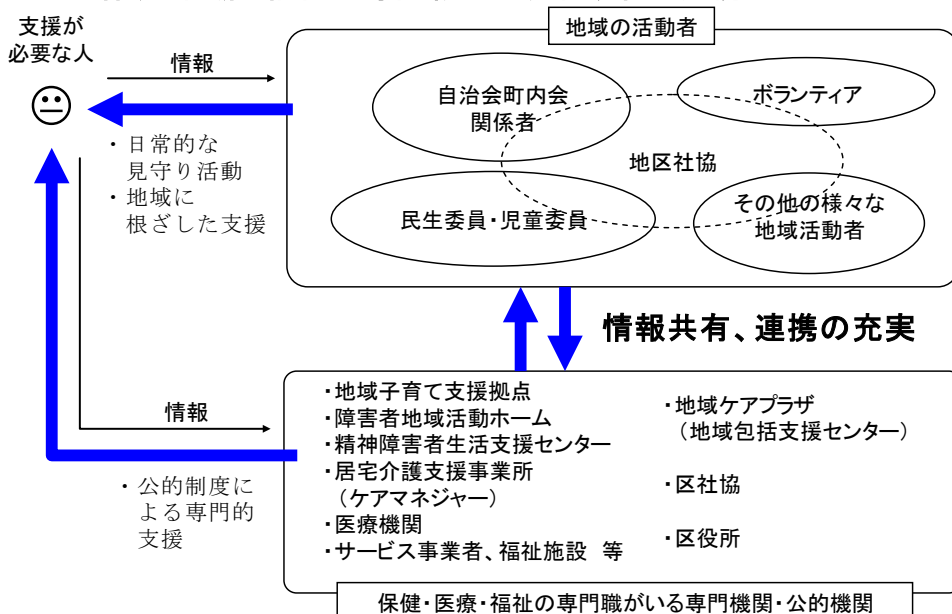 支援が
必要な人
情報
・日常的な
見守り活動
・地域に
根ざした支援
地域の活動者
自治会町内会
関係者
ボランティア
地区社協
民生委員・児童委員
その他の様々な
地域活動者
情報共有、連携の充実
情報
・公的制度に
よる専門的
支援
・地域子育て支援拠点
・障害者地域活動ホーム
・精神障害者生活支援センター
・居宅介護支援事業所
（ケアマネジャー）
・医療機関
・サービス事業者、福祉施設 等
・地域ケアプラザ
（地域包括支援センター）
・区社協
・区役所
保健・医療・福祉の専門職がいる専門機関・公的機関